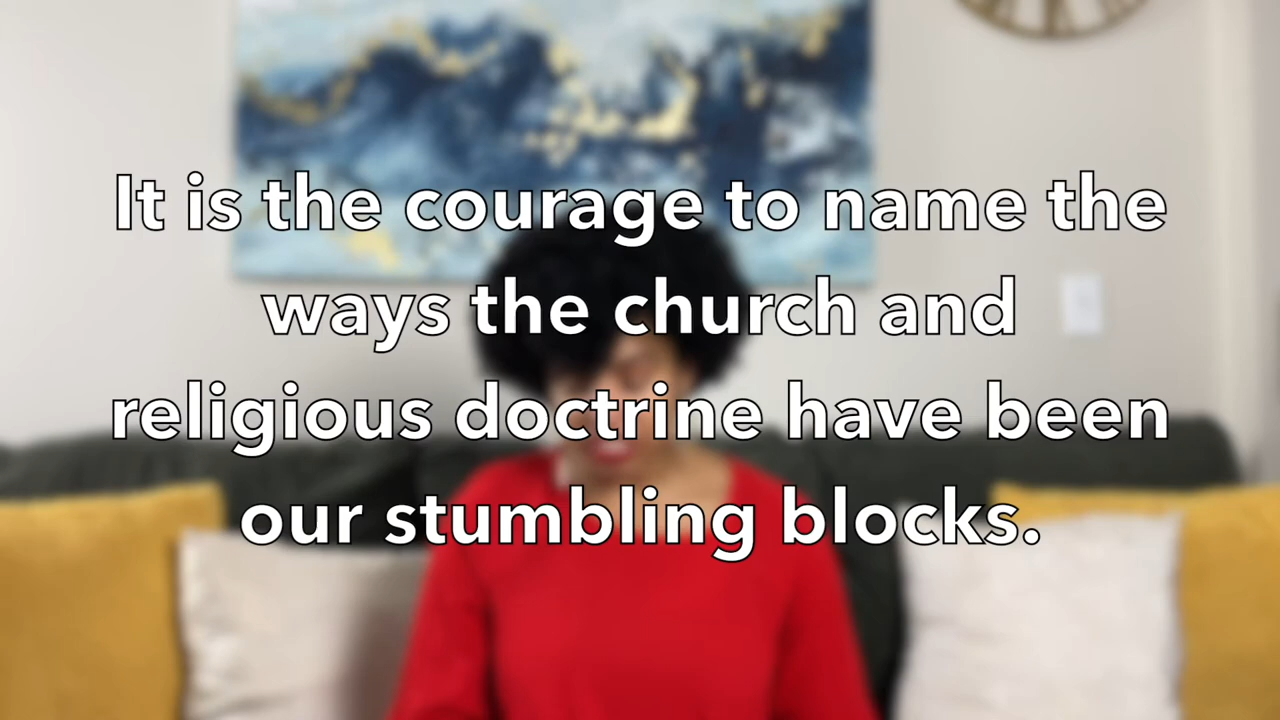 It is the courage to name the
ways the church and
religious doctrine have been
our stumbling blocks.